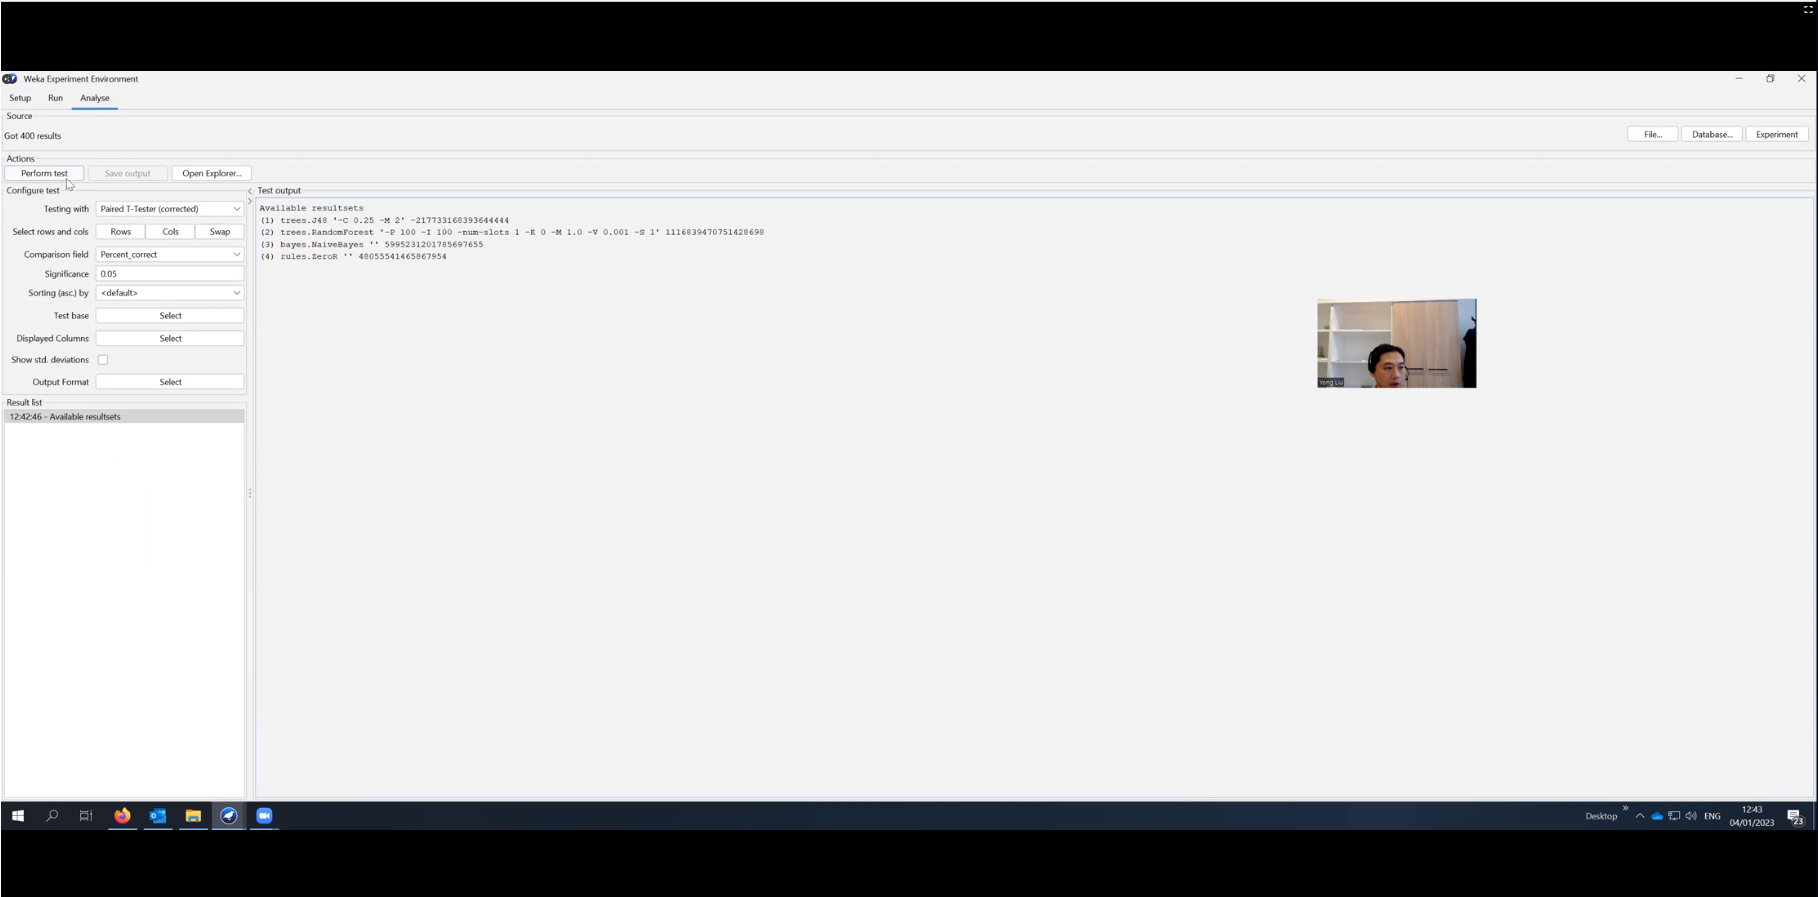 Weka Experiment Environment
Setup Run Analyse
Source
Got 400 results
File... Database... Experiment
Actions
Perform test Save output Open Explorer...
Configure test
Testing with Paired T-Tester (corrected)
Select rows and cols Rows Cols Swap
Comparison field Percent_correct
Significance 0.05
Sorting (asc.) by <default>
Test base Select
Displayed Columns Select
Show std. deviations
Output Format Select
Result list
12:42:46 - Available resultsets
Test output
Available resultsets
(1) trees.J48 '-C 0.25 -M 2' -217733168393644444
(2) trees.RandomForest '-P 100 -I 100 -num-slots 1 -K 0 -M 1.0 -V 0.001 -S 1' 1116839470751428698
(3) bayes.NaiveBayes '' 5995231201785697655
(4) rules.ZeroR '' 48055541465867954
Yong Liu
Desktop
ENG
12:43
04/01/2023
23